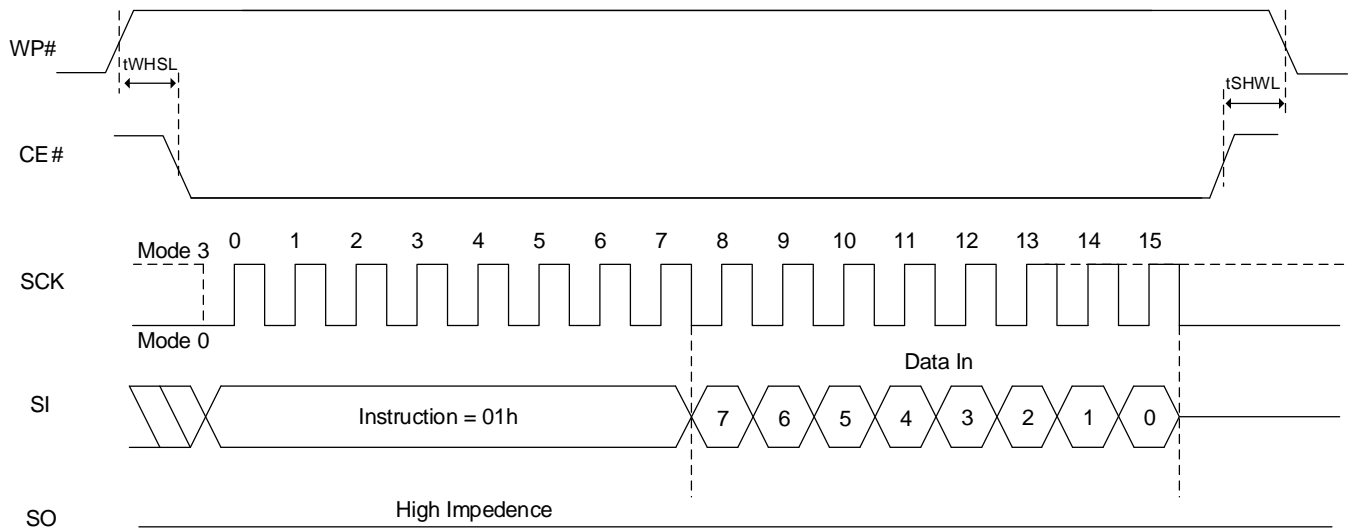 WP#
tWHSL
tSHWL
CE#
Mode 3
0 1 2 3 4 5 6 7 8 9 10 11 12 13 14 15
SCK
Mode 0
Data In
SI
Instruction = 01h
7 6 5 4 3 2 1 0
High Impedence
SO